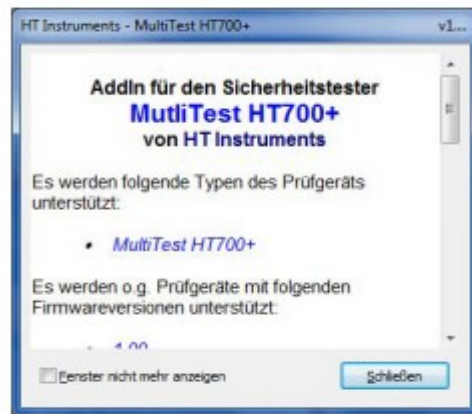 HT Instruments - MultiTest HT700+ v1...
AddIn für den Sicherheitstester
MutliTest HT700+
von HT Instruments
Es werden folgende Typen des Prüfgeräts
unterstützt:
• MultiTest HT700+
Es werden o.g. Prüfgeräte mit folgenden
Firmwareversionen unterstützt:
Fenster nicht mehr anzeigen Schließen